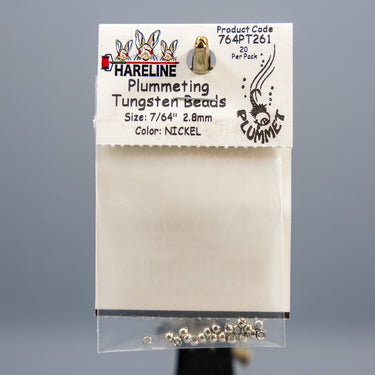 Product Code
764PT261
20
Per Pack
HARELINE
Plummeting
Tungsten Beads
Size: 7/64" 2.8mm
Color: NICKEL
PLUMMET